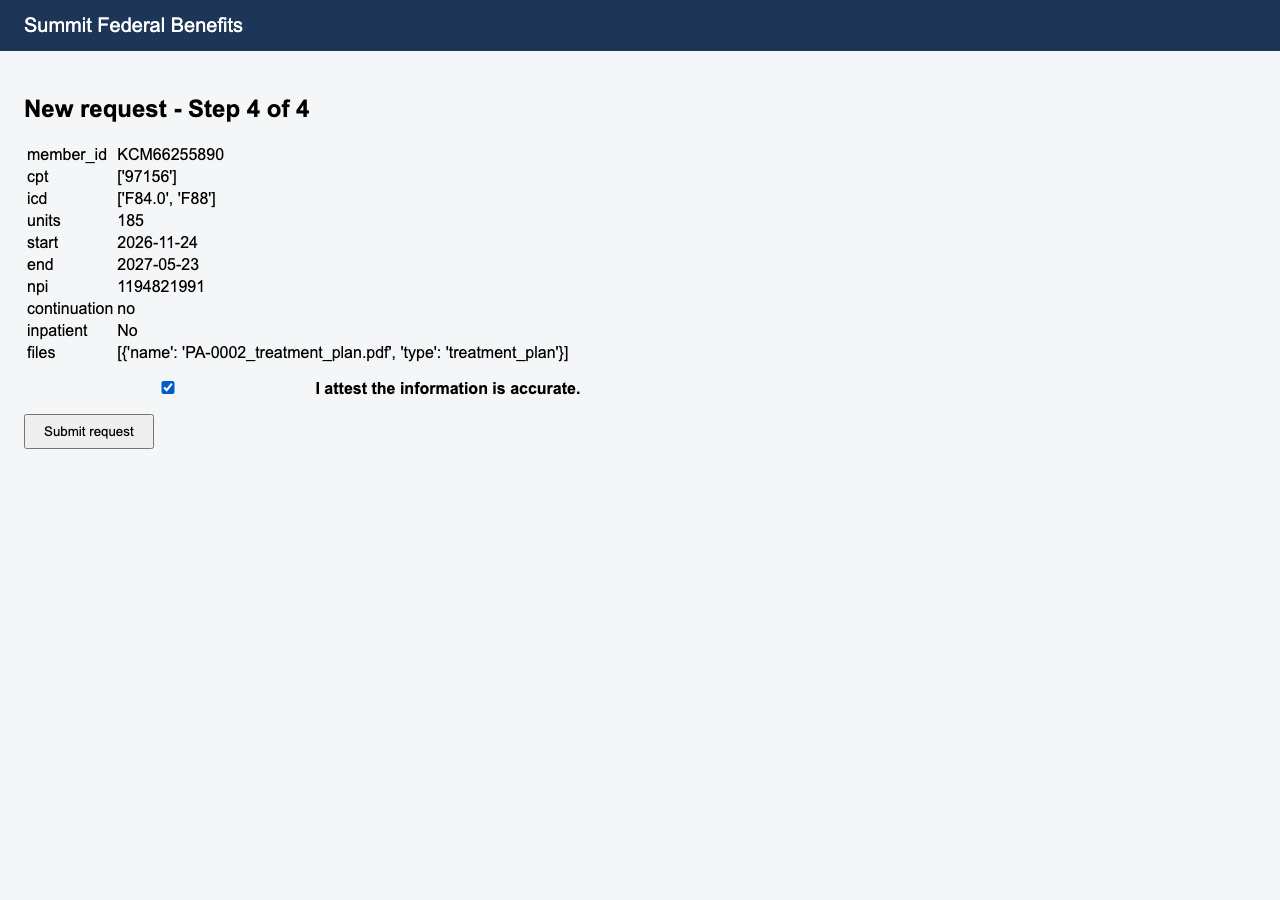 Summit Federal Benefits
New request - Step 4 of 4
member_id KCM66255890
cpt ['97156']
icd ['F84.0', 'F88']
units 185
start 2026-11-24
end 2027-05-23
npi 1194821991
continuation no
inpatient No
files [{'name': 'PA-0002_treatment_plan.pdf', 'type': 'treatment_plan'}]
I attest the information is accurate.
Submit request